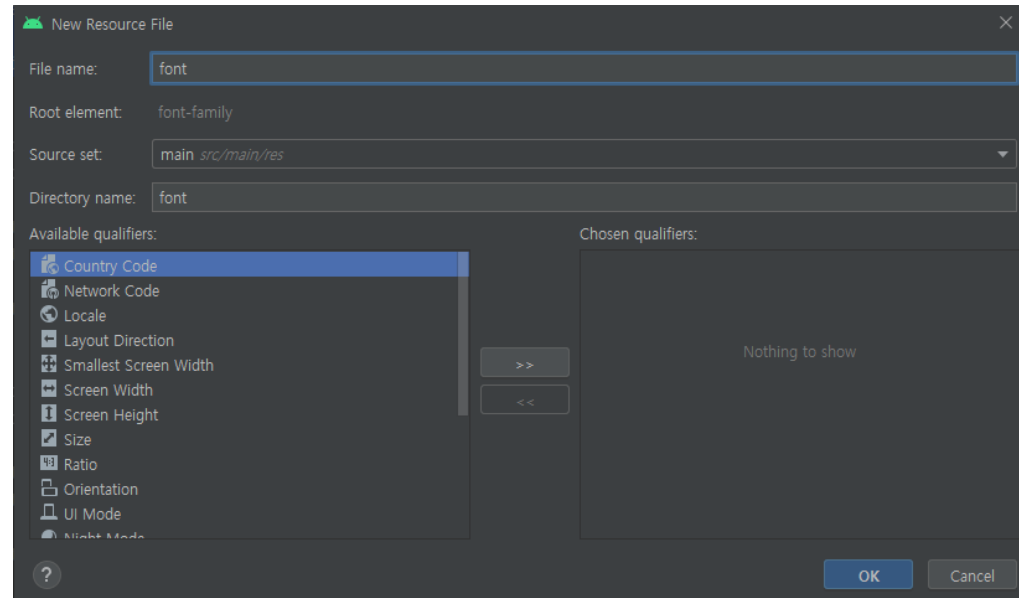 New Resource File
File name: font
Root element: font-family
Source set: main src/main/res
Directory name: font
Available qualifiers:
Chosen qualifiers:
Country Code
Network Code
Locale
Layout Direction
Smallest Screen Width
Screen Width
Screen Height
Size
Ratio
Orientation
UI Mode
Night Mode
>>
<<
Nothing to show
?
OK
Cancel